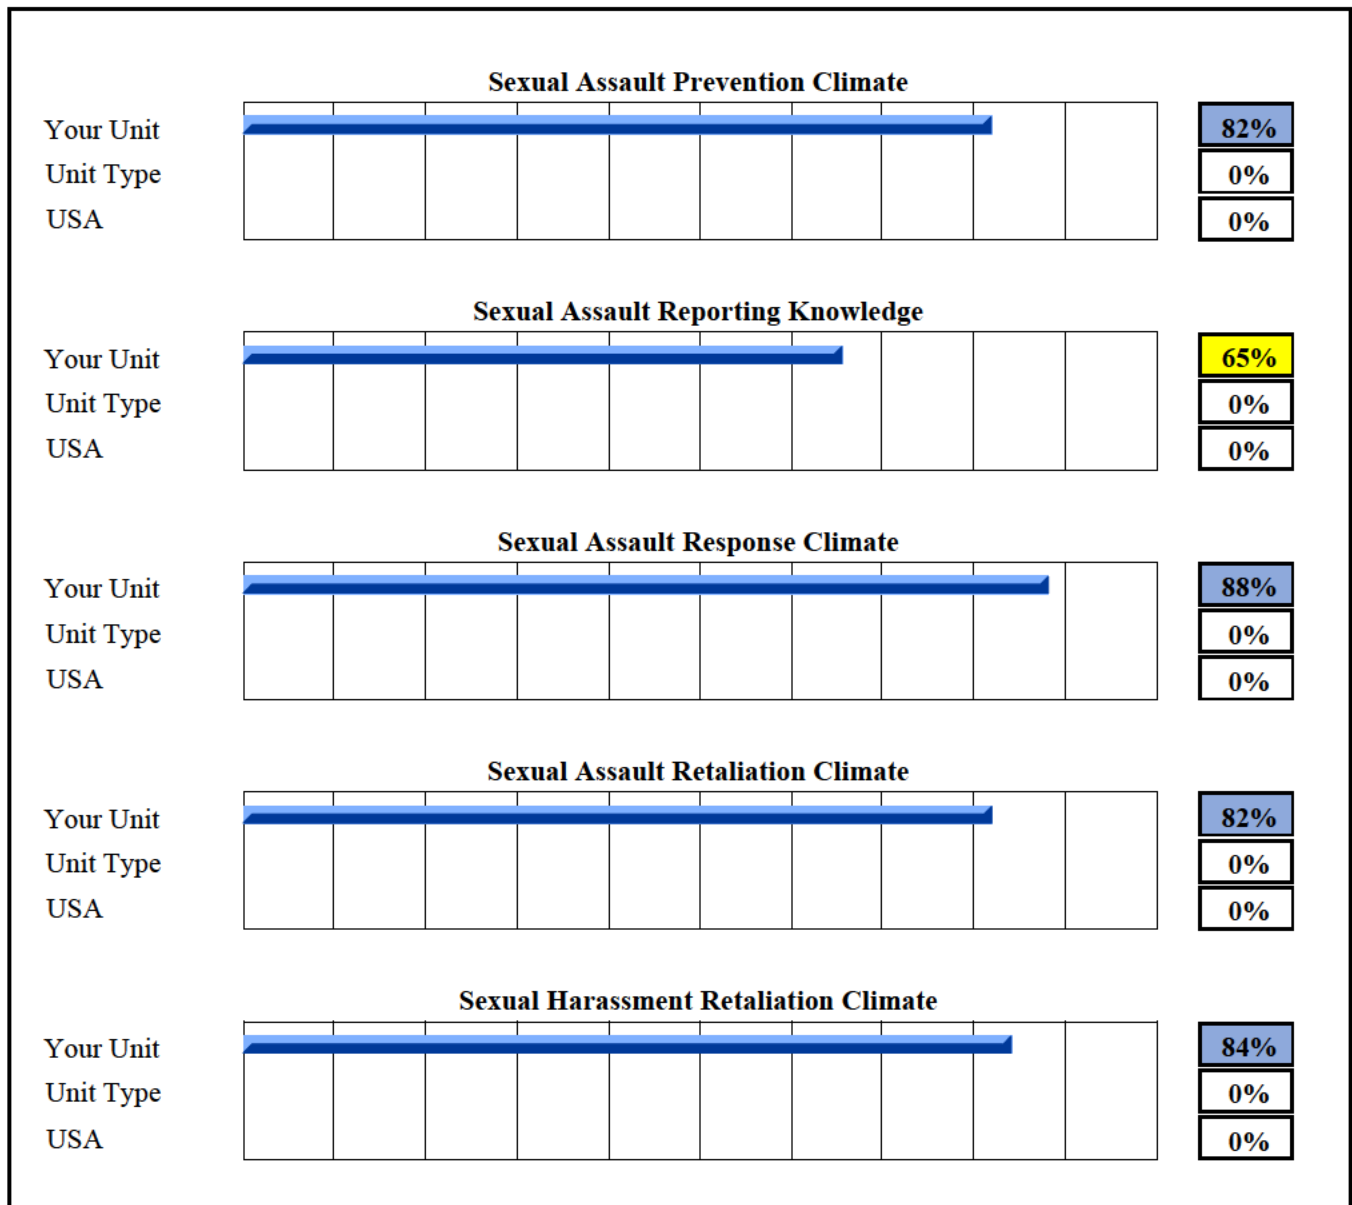 Sexual Assault Prevention Climate
Your Unit 82%
Unit Type 0%
USA 0%
Sexual Assault Reporting Knowledge
Your Unit 65%
Unit Type 0%
USA 0%
Sexual Assault Response Climate
Your Unit 88%
Unit Type 0%
USA 0%
Sexual Assault Retaliation Climate
Your Unit 82%
Unit Type 0%
USA 0%
Sexual Harassment Retaliation Climate
Your Unit 84%
Unit Type 0%
USA 0%